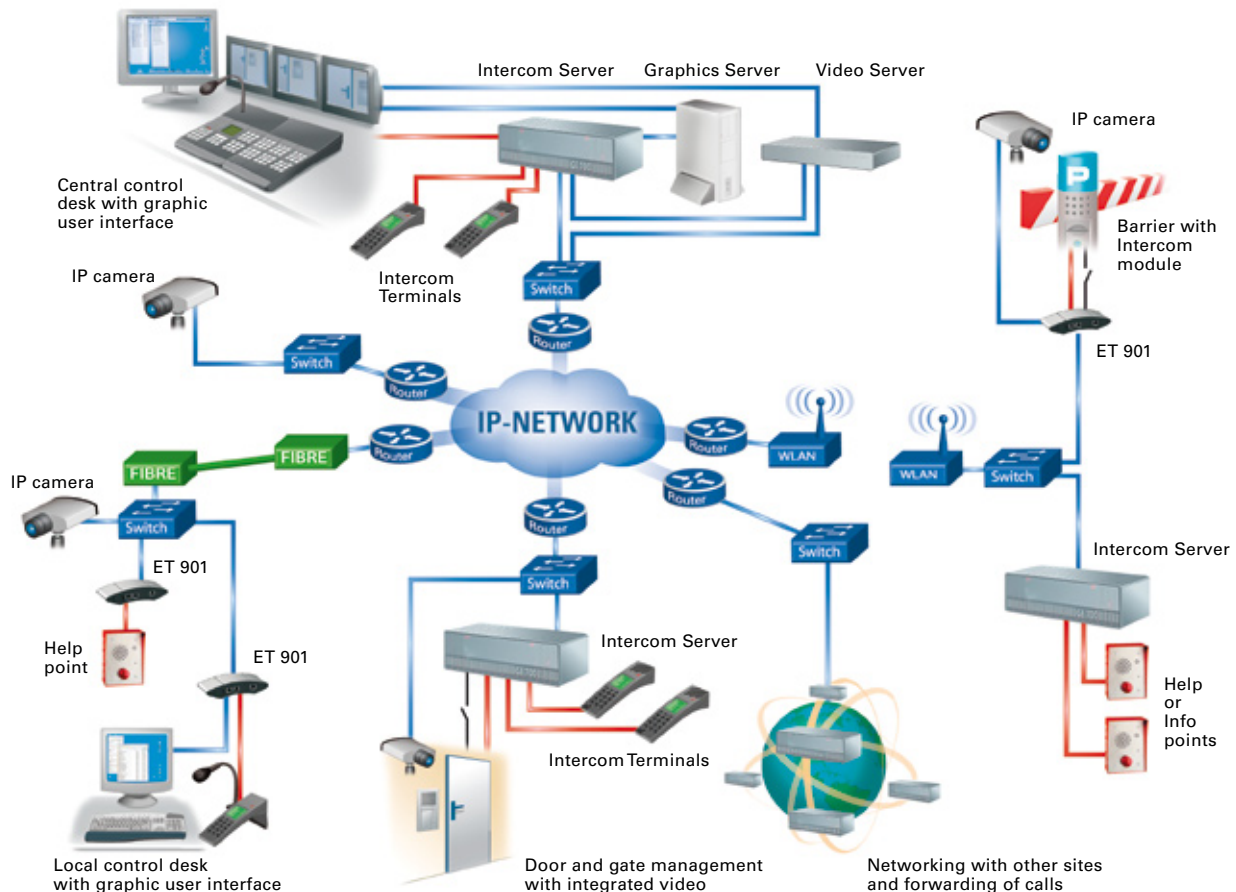 Intercom Server
Graphics Server
Video Server
IP camera
Central control
desk with graphic
user interface
Intercom
Terminals
P
Barrier with
Intercom
module
IP camera
Switch
Router
ET 901
Switch
Router
IP-NETWORK
Router
WLAN
WLAN
Switch
FIBRE
FIBRE
Router
Router
IP camera
Switch
Router
Switch
Switch
Intercom Server
ET 901
Help
point
ET 901
Intercom Server
Intercom Terminals
Help
or
Info
points
Local control desk
with graphic user interface
Door and gate management
with integrated video
Networking with other sites
and forwarding of calls